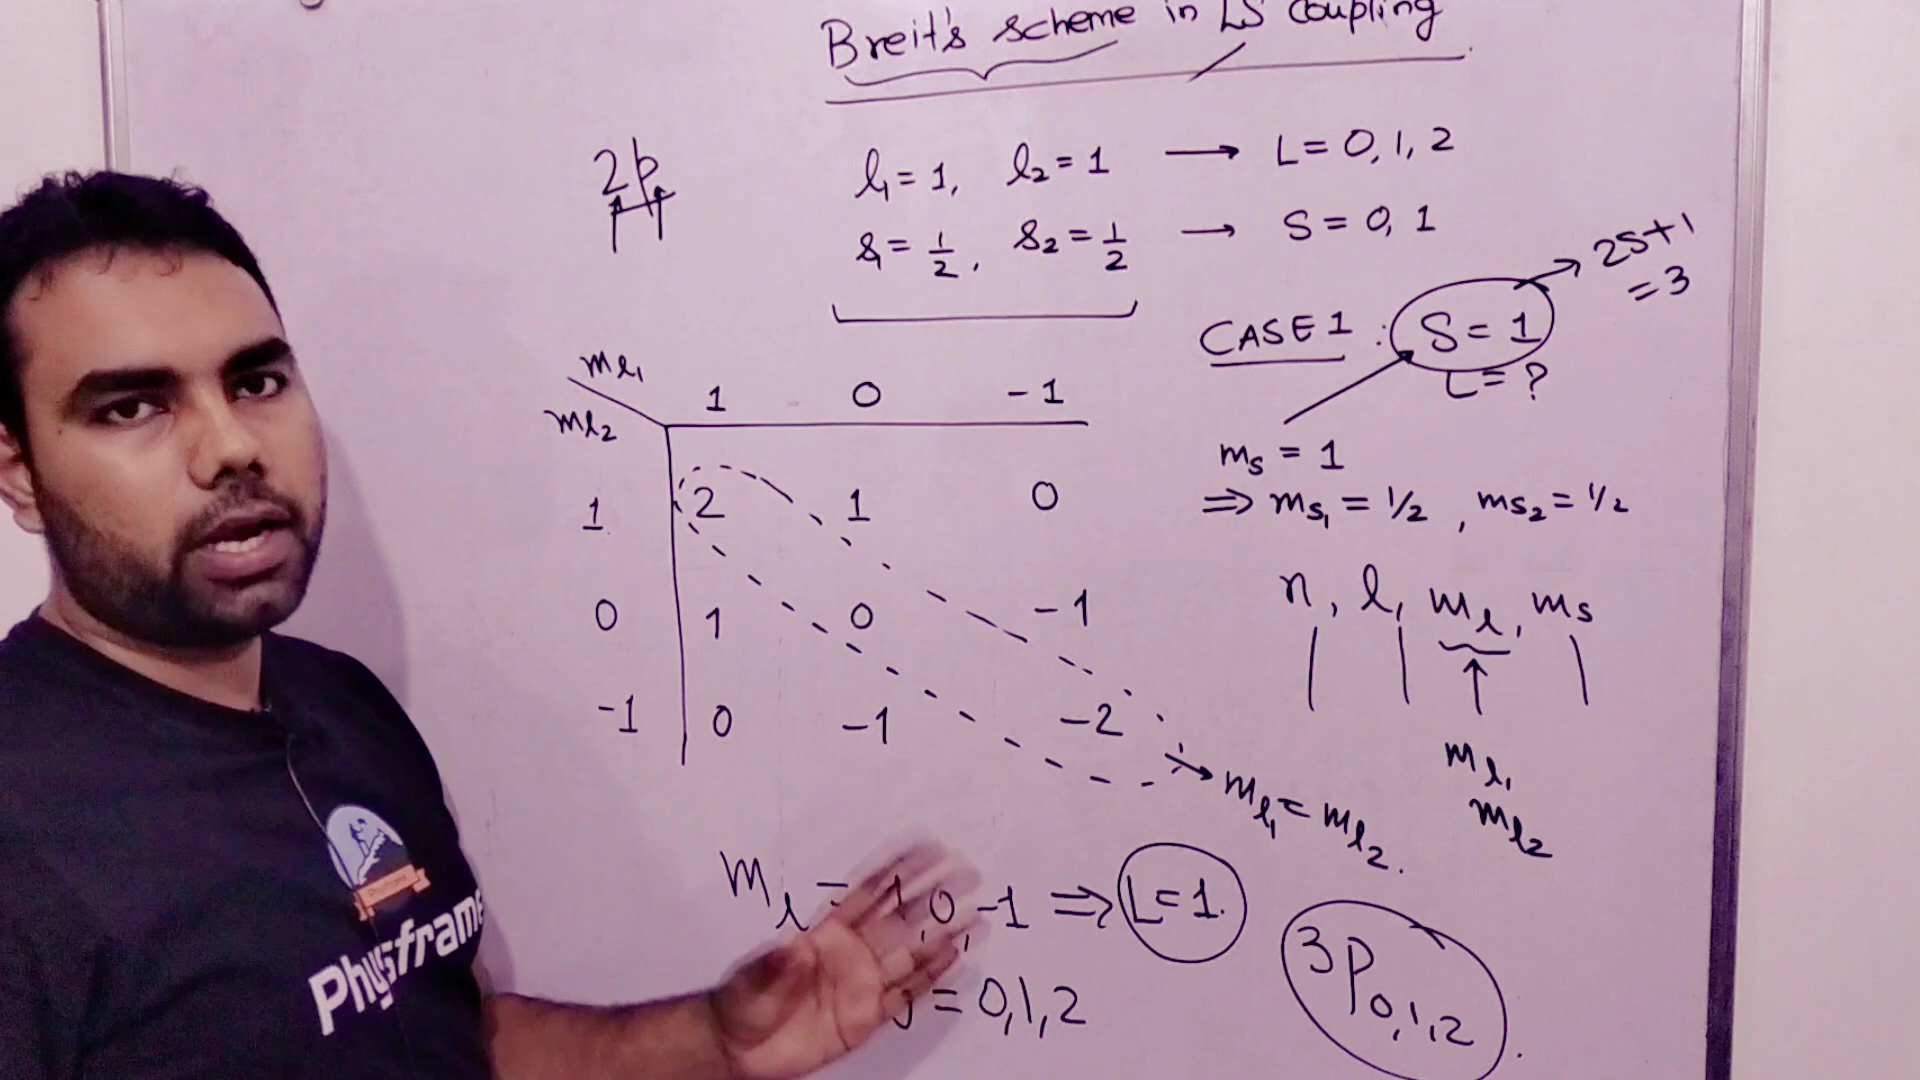 Breit's scheme in LS coupling
2p
l₁ = 1, l₂ = 1 → L = 0, 1, 2
s₁ = 1/2, s₂ = 1/2 → S = 0, 1
2S+1
= 3
CASE 1 : S = 1
L = ?
mₗ₁ 1 0 -1
mₗ₂
mₛ = 1
1 2 1 0
⇒ mₛ₁ = 1/2, mₛ₂ = 1/2
n, l, mₗ, mₛ
0 1 0 -1
-1 0 -1 -2
mₗ₁
mₗ₂
mₗ₁ = mₗ₂.
mₗ = 1, 0, -1 ⇒ L = 1.
J = 0, 1, 2
3P₀,₁,₂
Physframe